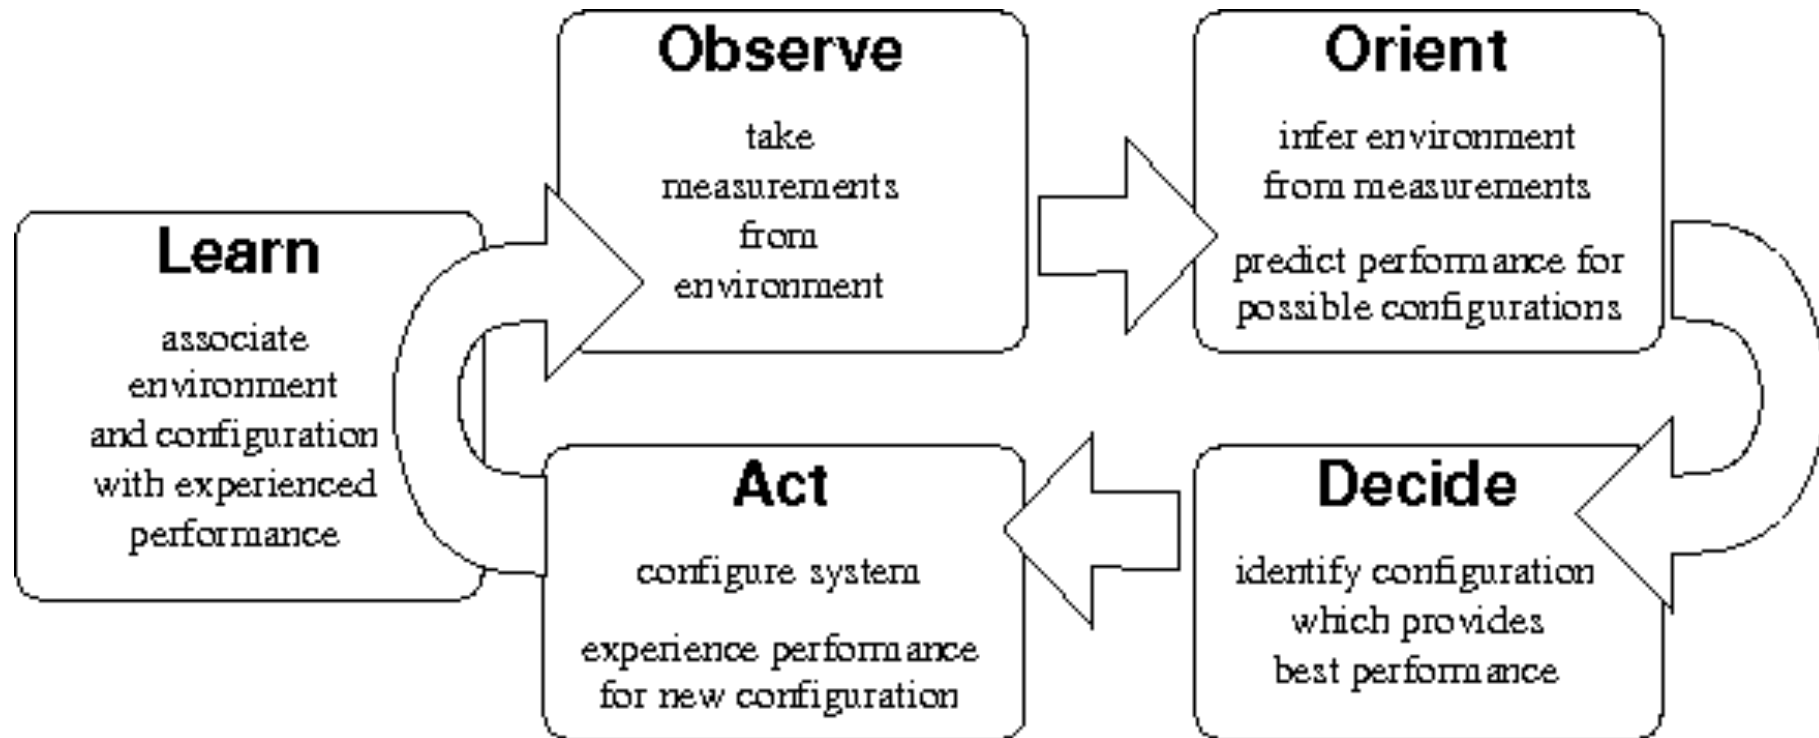 Observe
take
measurements
from
environment
Orient
infer environment
from measurements
predict performance for
possible configurations
Learn
associate
environment
and configuration
with experienced
performance
Act
configure system
experience performance
for new configuration
Decide
identify configuration
which provides
best performance